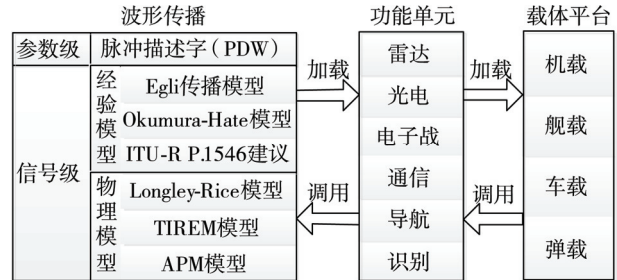 波形传播
功能单元
载体平台
参数级
脉冲描述字(PDW)
信号级
经验模型
Egli传播模型
Okumura-Hate模型
ITU-R P.1546建议
物理模型
Longley-Rice模型
TIREM模型
APM模型
加载
调用
雷达
光电
电子战
通信
导航
识别
加载
调用
机载
舰载
车载
弹载